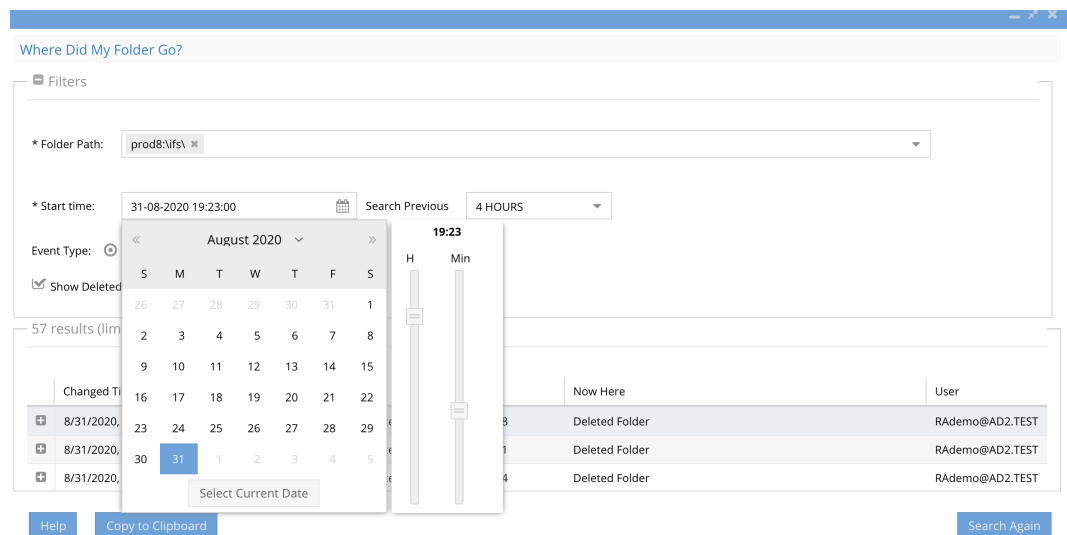 Where Did My Folder Go?
Filters
* Folder Path: prod8:\ifs\
* Start time: 31-08-2020 19:23:00 Search Previous 4 HOURS
Event Type:
Show Deleted
August 2020
S M T W T F S
26 27 28 29 30 31 1
2 3 4 5 6 7 8
9 10 11 12 13 14 15
16 17 18 19 20 21 22
23 24 25 26 27 28 29
30 31 1 2 3 4 5
Select Current Date
19:23
H Min
57 results (lim
Changed Ti Now Here User
8/31/2020, 8 Deleted Folder RAdemo@AD2.TEST
8/31/2020, 1 Deleted Folder RAdemo@AD2.TEST
8/31/2020, 4 Deleted Folder RAdemo@AD2.TEST
Help Copy to Clipboard Search Again